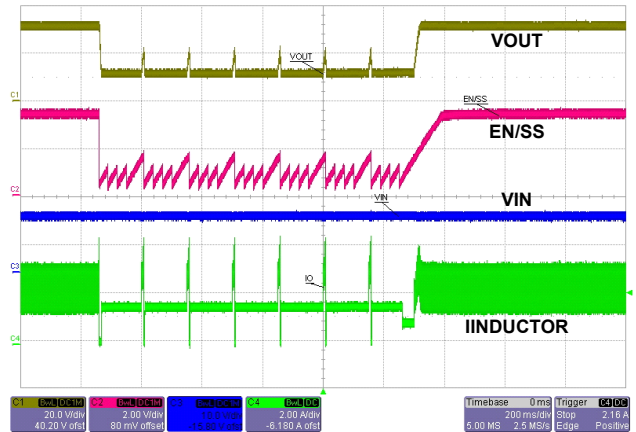 VOUT
VOUT
C1
EN/SS
EN/SS
C2
VIN
VIN
C3
IO
IINDUCTOR
C4
C1 BwL DC1M
20.0 V/div
40.20 V ofst
C2 BwL DC1M
2.00 V/div
80 mV offset
C4 BwL DC
2.00 A/div
-6.180 A ofst
Timebase 0 ms
200 ms/div
5.00 MS 2.5 MS/s
Trigger C4 DC
Stop 2.16 A
Edge Positive